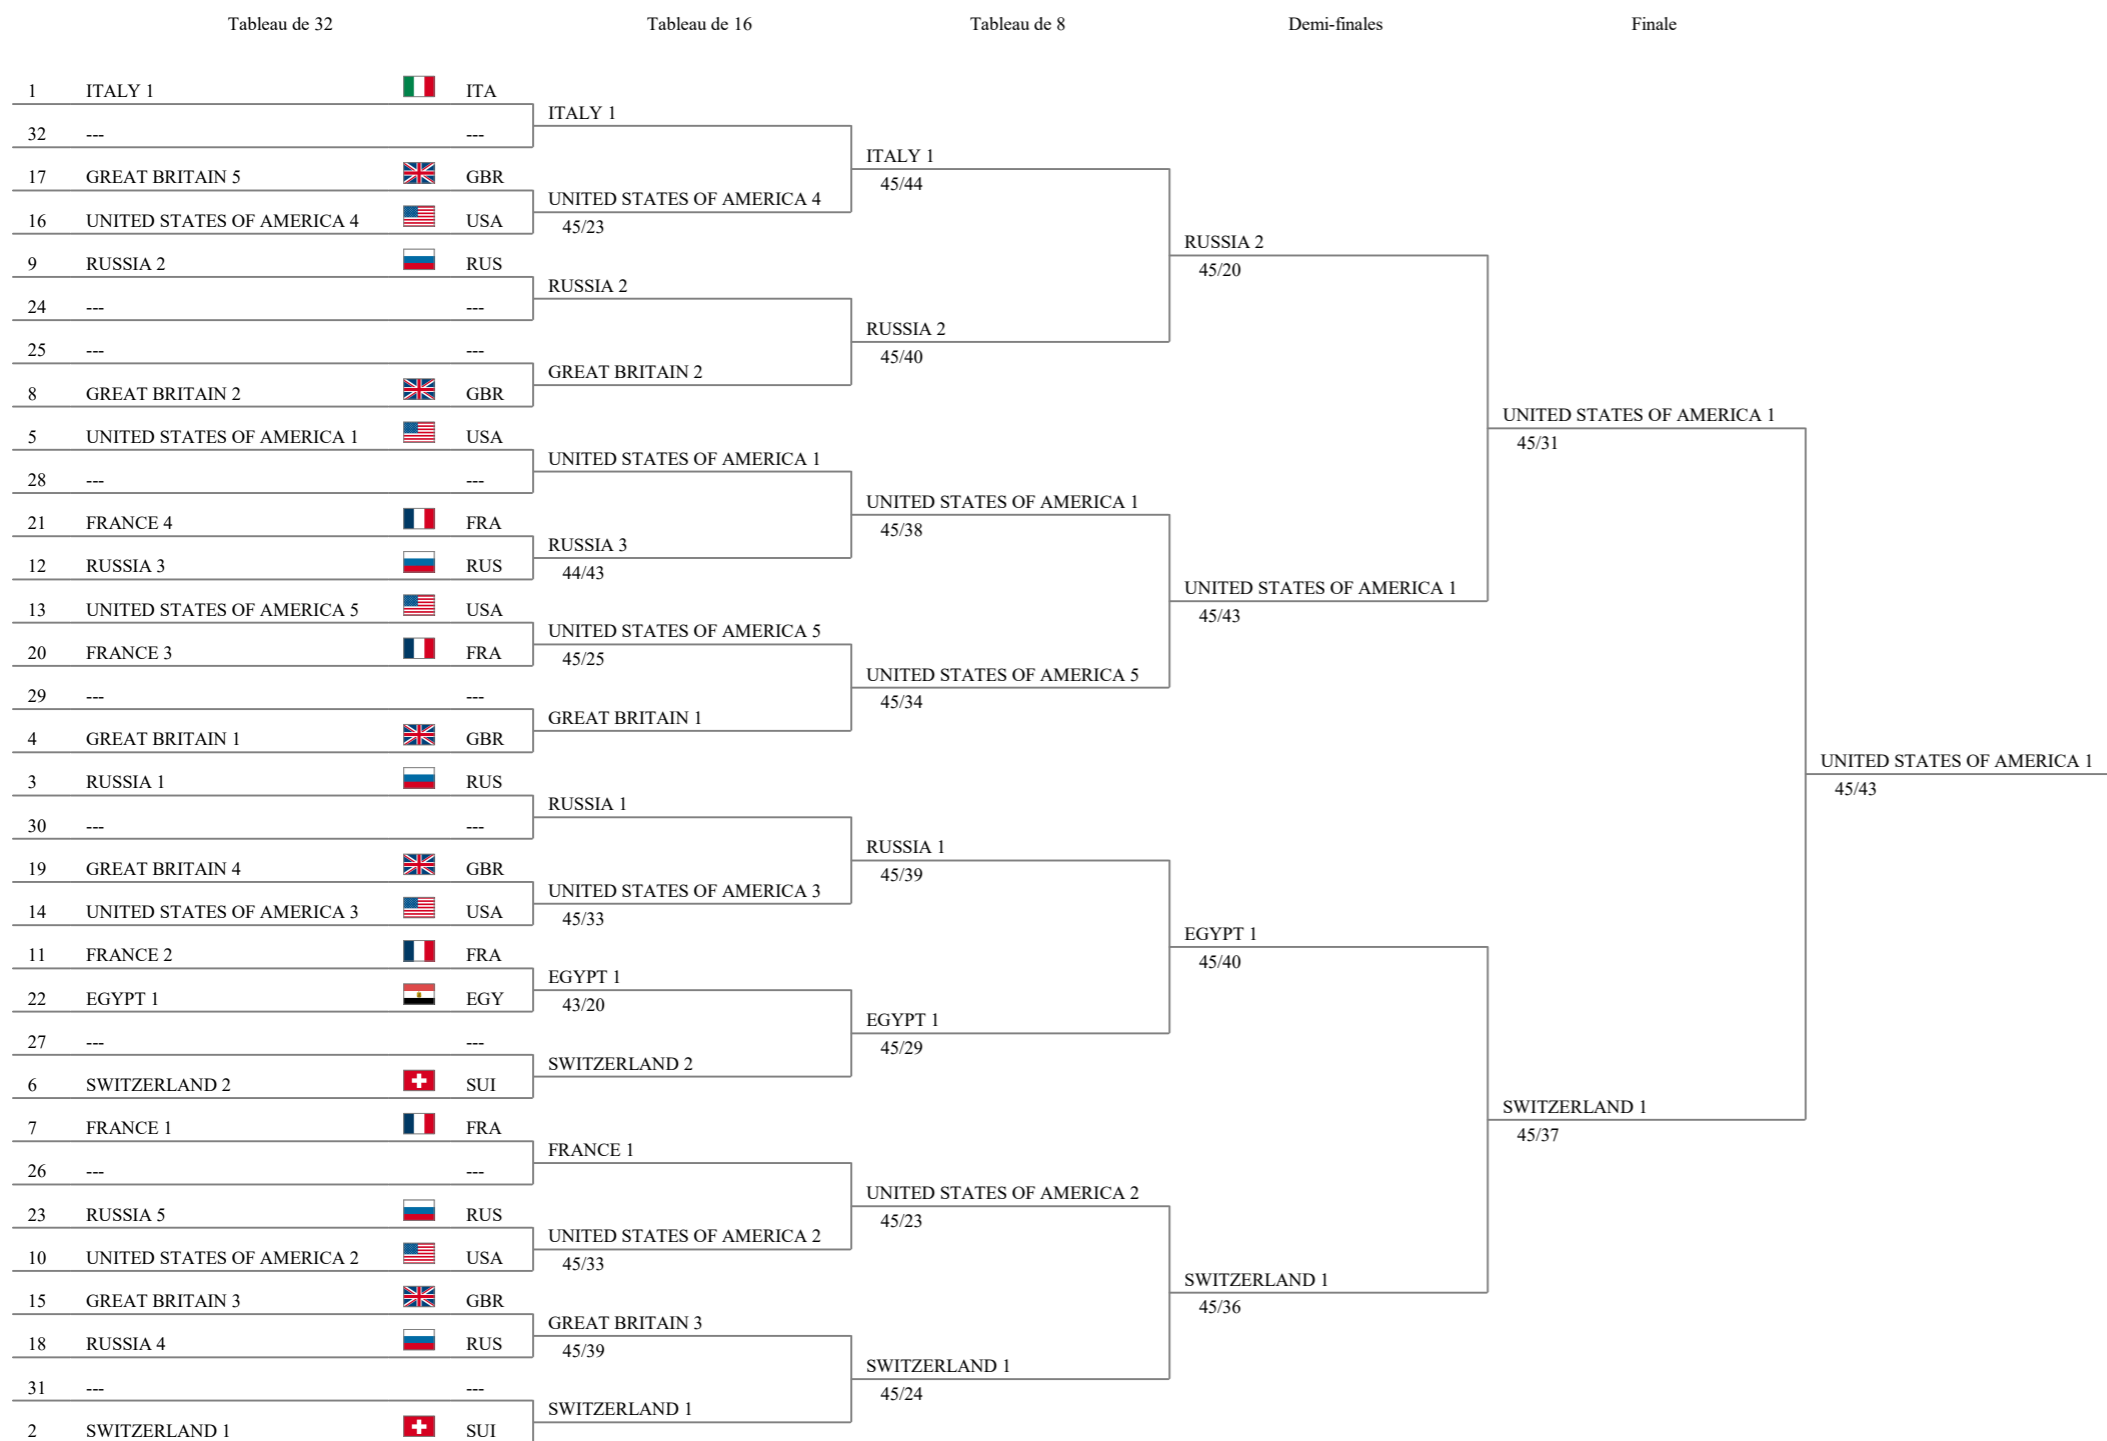 Tableau de 32 Tableau de 16 Tableau de 8 Demi-finales Finale
1 ITALY 1 ITA
ITALY 1
32 --- ---
ITALY 1
17 GREAT BRITAIN 5 GBR
45/44
UNITED STATES OF AMERICA 4
16 UNITED STATES OF AMERICA 4 USA
45/23
RUSSIA 2
9 RUSSIA 2 RUS
45/20
RUSSIA 2
24 --- ---
RUSSIA 2
25 --- ---
45/40
GREAT BRITAIN 2
8 GREAT BRITAIN 2 GBR
UNITED STATES OF AMERICA 1
5 UNITED STATES OF AMERICA 1 USA
45/31
UNITED STATES OF AMERICA 1
28 --- ---
UNITED STATES OF AMERICA 1
21 FRANCE 4 FRA
45/38
RUSSIA 3
12 RUSSIA 3 RUS
44/43
UNITED STATES OF AMERICA 1
13 UNITED STATES OF AMERICA 5 USA
45/43
UNITED STATES OF AMERICA 5
20 FRANCE 3 FRA
45/25
UNITED STATES OF AMERICA 5
29 --- ---
45/34
GREAT BRITAIN 1
4 GREAT BRITAIN 1 GBR
UNITED STATES OF AMERICA 1
3 RUSSIA 1 RUS
45/43
RUSSIA 1
30 --- ---
RUSSIA 1
19 GREAT BRITAIN 4 GBR
45/39
UNITED STATES OF AMERICA 3
14 UNITED STATES OF AMERICA 3 USA
45/33
EGYPT 1
11 FRANCE 2 FRA
45/40
EGYPT 1
22 EGYPT 1 EGY
43/20
EGYPT 1
27 --- ---
45/29
SWITZERLAND 2
6 SWITZERLAND 2 SUI
SWITZERLAND 1
7 FRANCE 1 FRA
45/37
FRANCE 1
26 --- ---
UNITED STATES OF AMERICA 2
23 RUSSIA 5 RUS
45/23
UNITED STATES OF AMERICA 2
10 UNITED STATES OF AMERICA 2 USA
45/33
SWITZERLAND 1
15 GREAT BRITAIN 3 GBR
45/36
GREAT BRITAIN 3
18 RUSSIA 4 RUS
45/39
SWITZERLAND 1
31 --- ---
45/24
SWITZERLAND 1
2 SWITZERLAND 1 SUI